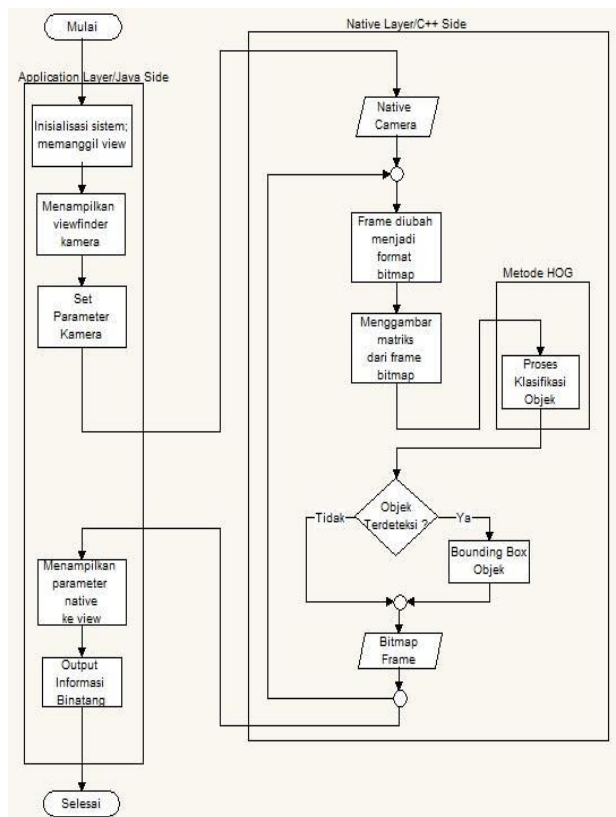 Mulai
Application Layer/Java Side
Inisialisasi sistem;
memanggil view
Menampilkan
viewfinder
kamera
Set
Parameter
Kamera
Native Layer/C++ Side
Native
Camera
Frame diubah
menjadi
format
bitmap
Menggambar
matriks
dari frame
bitmap
Metode HOG
Proses
Klasifikasi
Objek
Objek
Terdeteksi ?
Tidak
Ya
Bounding Box
Objek
Bitmap
Frame
Menampilkan
parameter
native
ke view
Output
Informasi
Binatang
Selesai